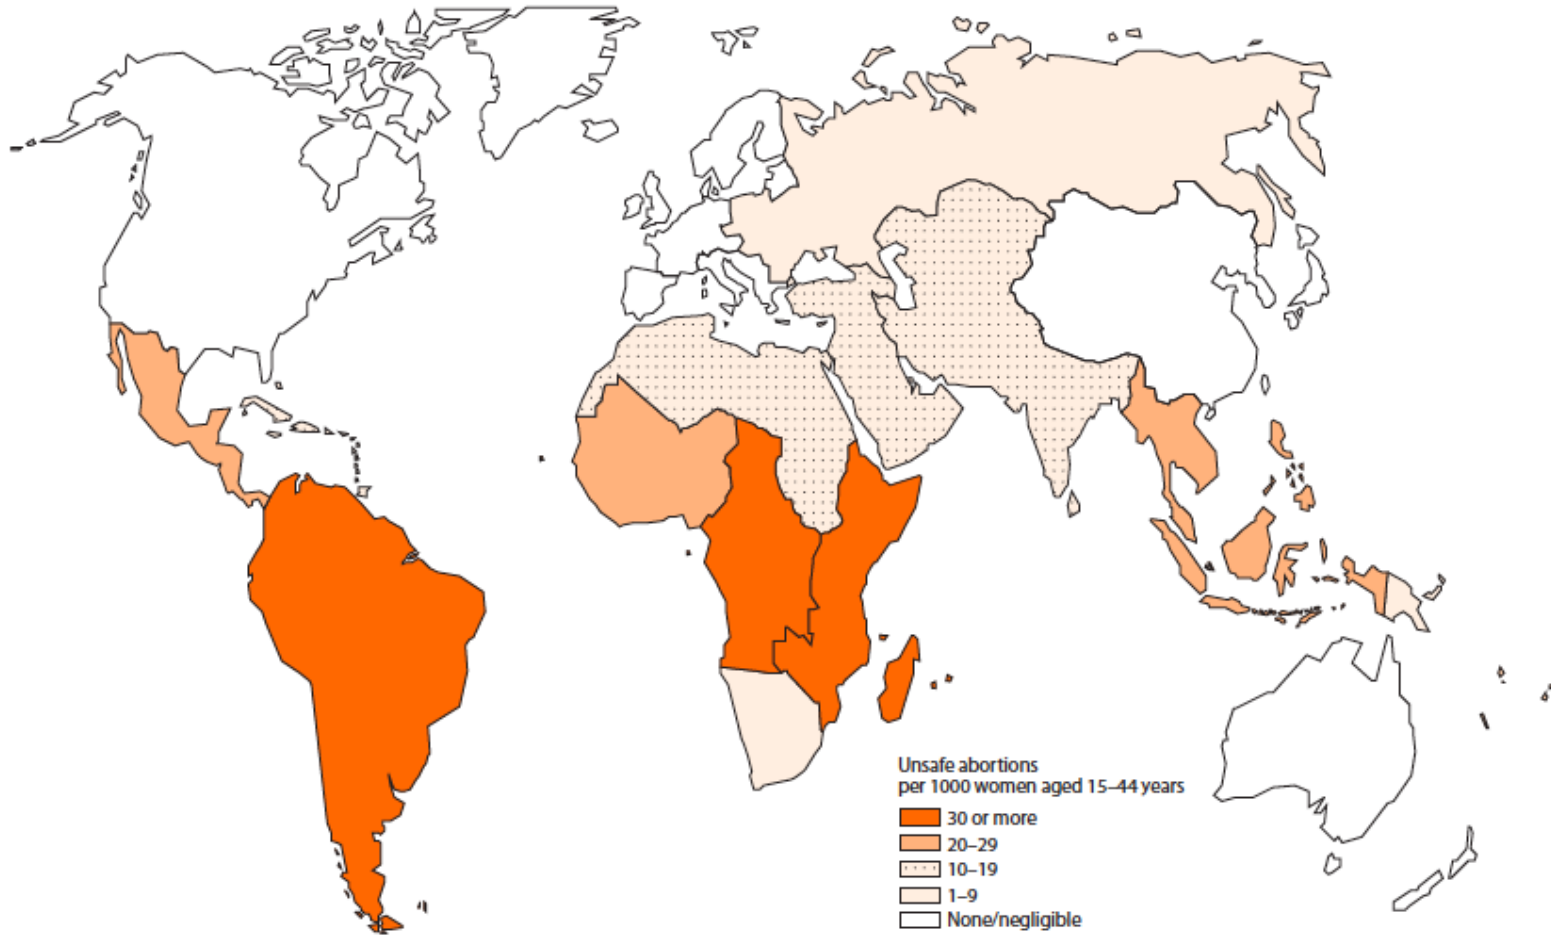 Unsafe abortions
per 1000 women aged 15–44 years
30 or more
20–29
10–19
1–9
None/negligible